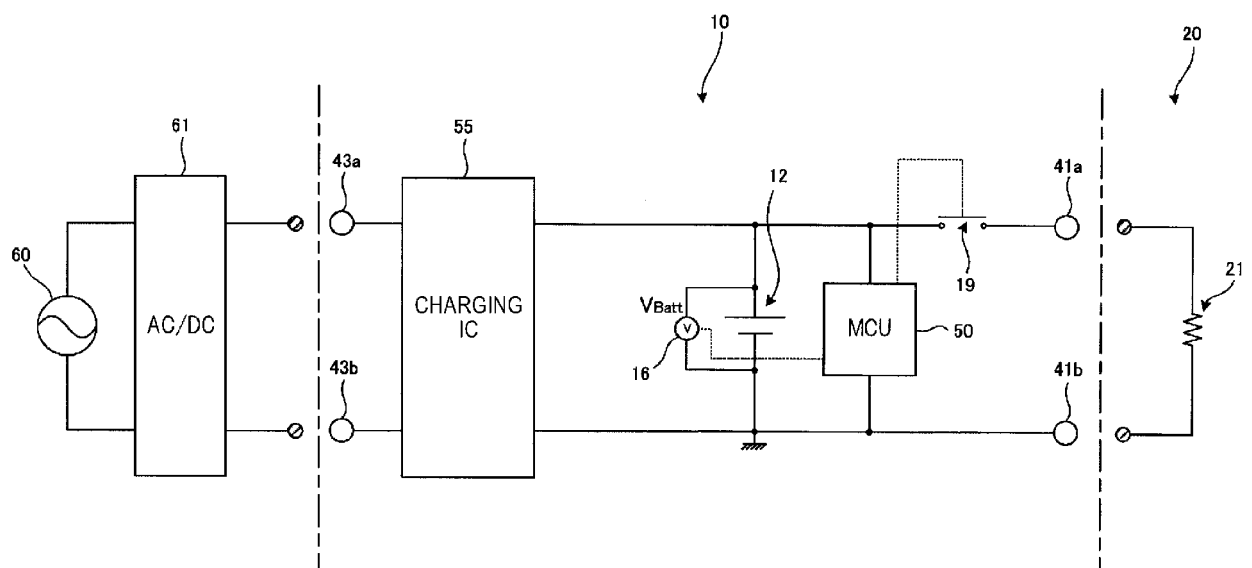 10
20
61
55
43a
12
41a
60
19
21
AC/DC
CHARGING
IC
VBatt
V
MCU
50
16
43b
41b